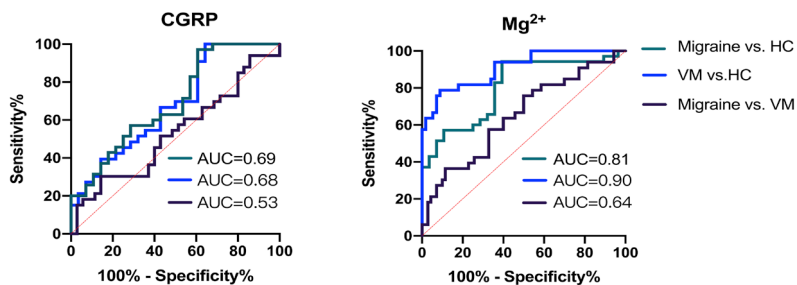 CGRP
Sensitivity%
100
80
60
40
20
0
AUC=0.69
AUC=0.68
AUC=0.53
0 20 40 60 80 100
100% - Specificity%
Mg²⁺
Sensitivity%
100
80
60
40
20
0
AUC=0.81
AUC=0.90
AUC=0.64
0 20 40 60 80 100
100% - Specificity%
Migraine vs. HC
VM vs.HC
Migraine vs. VM